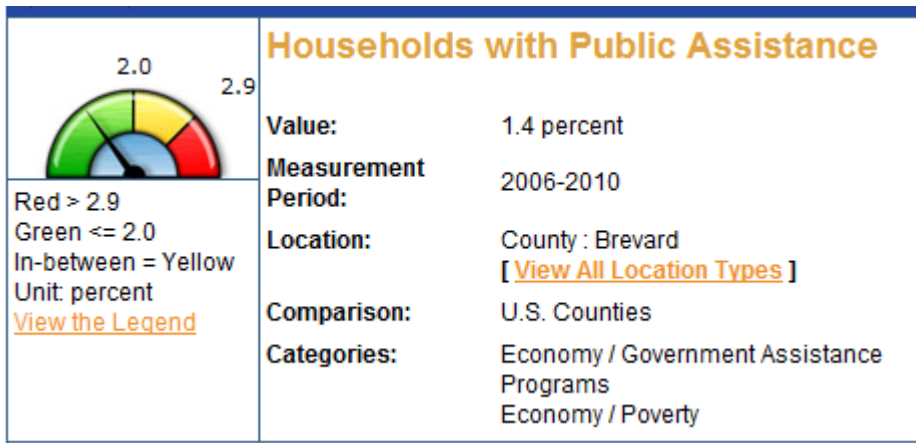 2.0
2.9
Red > 2.9
Green <= 2.0
In-between = Yellow
Unit: percent
View the Legend
Households with Public Assistance
Value: 1.4 percent
Measurement
Period: 2006-2010
Location: County : Brevard
[ View All Location Types ]
Comparison: U.S. Counties
Categories: Economy / Government Assistance
Programs
Economy / Poverty